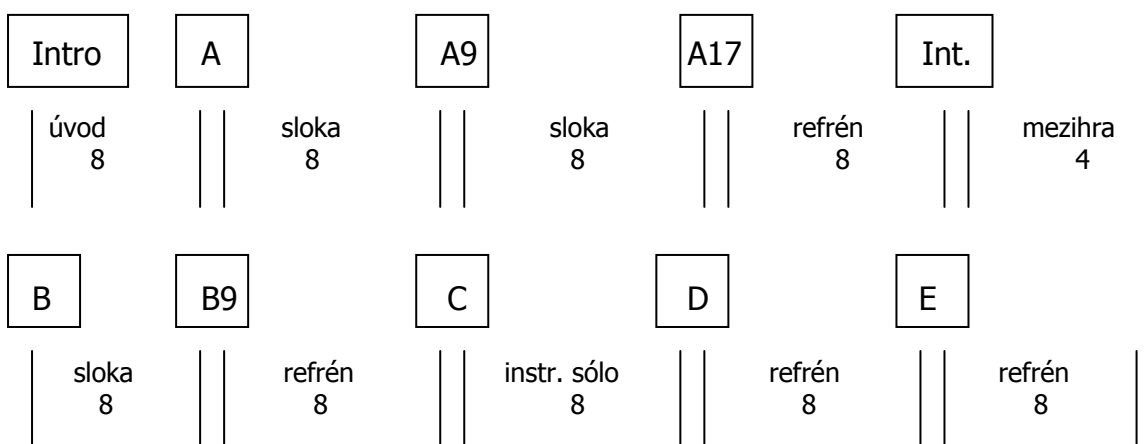 Intro A A9 A17 Int.
úvod sloka sloka refrén mezihra
8 8 8 8 4
B B9 C D E
sloka refrén instr. sólo refrén refrén
8 8 8 8 8